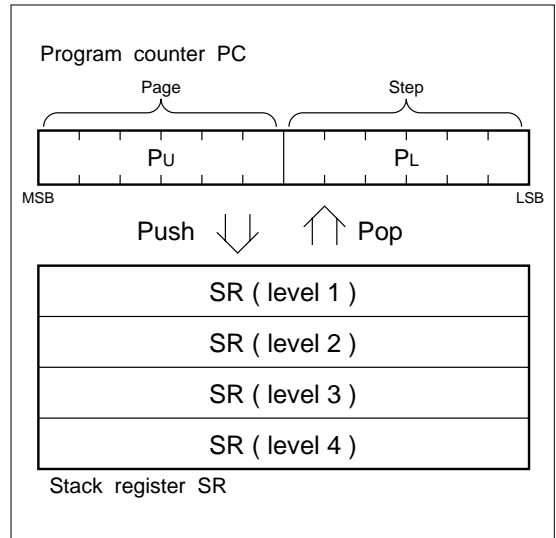 Program counter PC
Page Step
PU PL
MSB LSB
Push Pop
SR ( level 1 )
SR ( level 2 )
SR ( level 3 )
SR ( level 4 )
Stack register SR